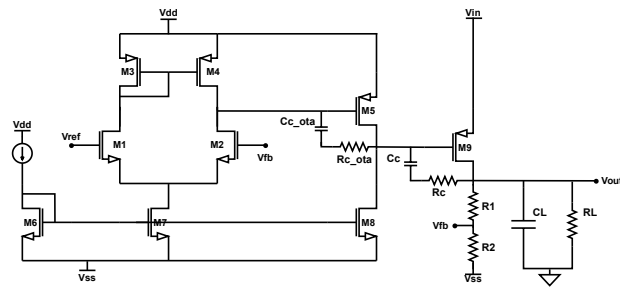 Vdd
Vin
M3
M4
Vdd
M5
Cc_ota
M9
Vref
M1
M2
Vfb
Rc_ota
Cc
Rc
Vout
R1
CL
RL
M6
M7
M8
Vfb
R2
Vss
Vss